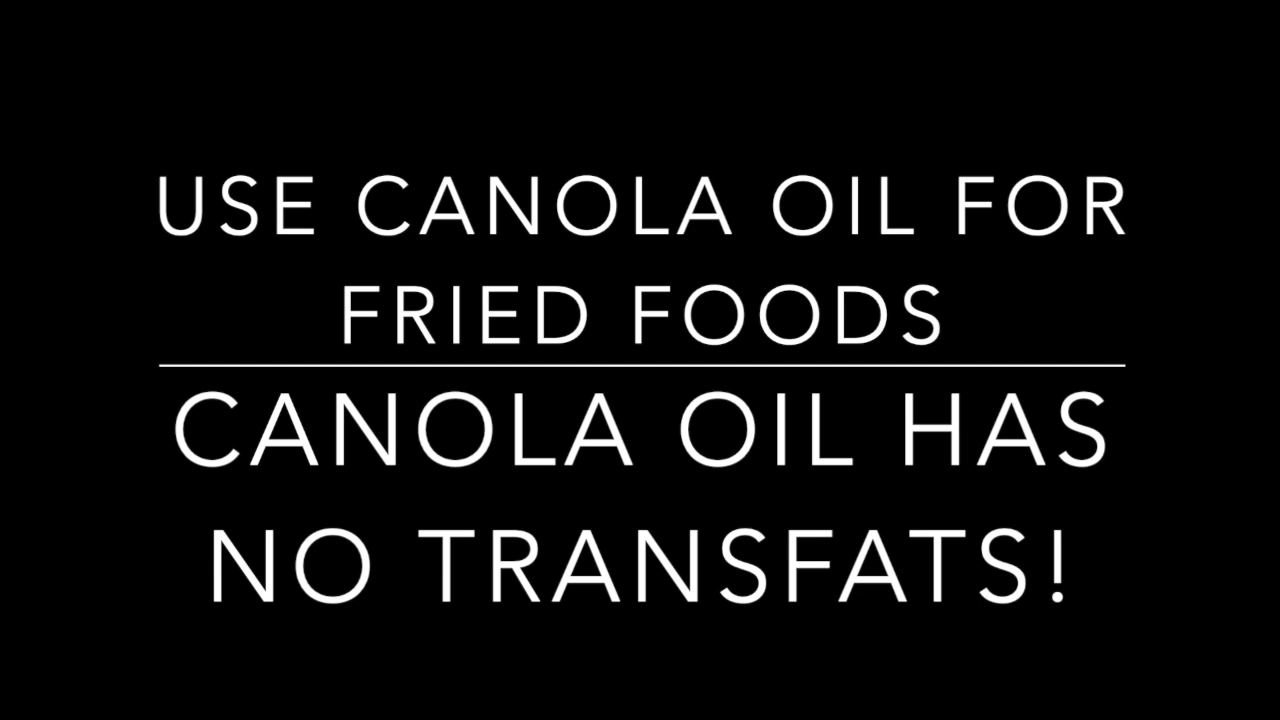 USE CANOLA OIL FOR
FRIED FOODS
CANOLA OIL HAS
NO TRANSFATS!